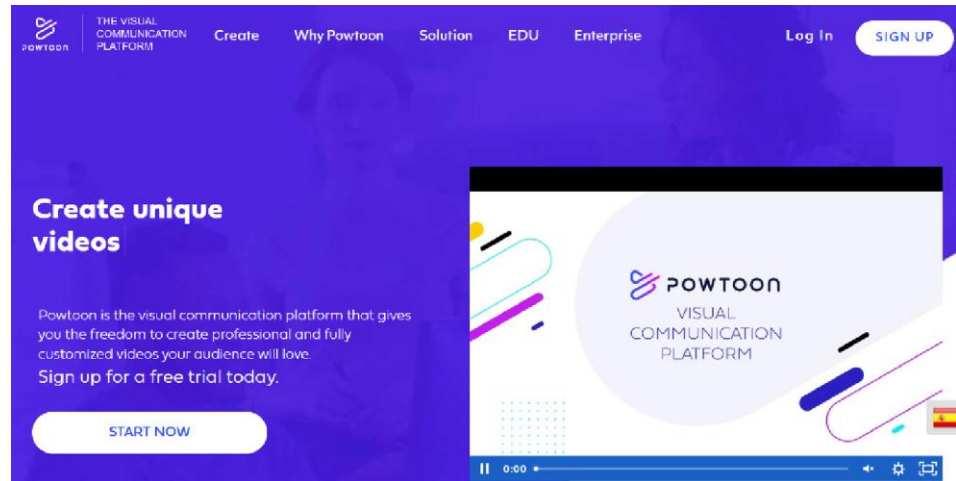 POWTOON
THE VISUAL
COMMUNICATION
PLATFORM
Create
Why Powtoon
Solution
EDU
Enterprise
Log In
SIGN UP
Create unique
videos
Powtoon is the visual communication platform that gives
you the freedom to create professional and fully
customized videos your audience will love.
Sign up for a free trial today.
START NOW
POWTOON
VISUAL
COMMUNICATION
PLATFORM
0:00